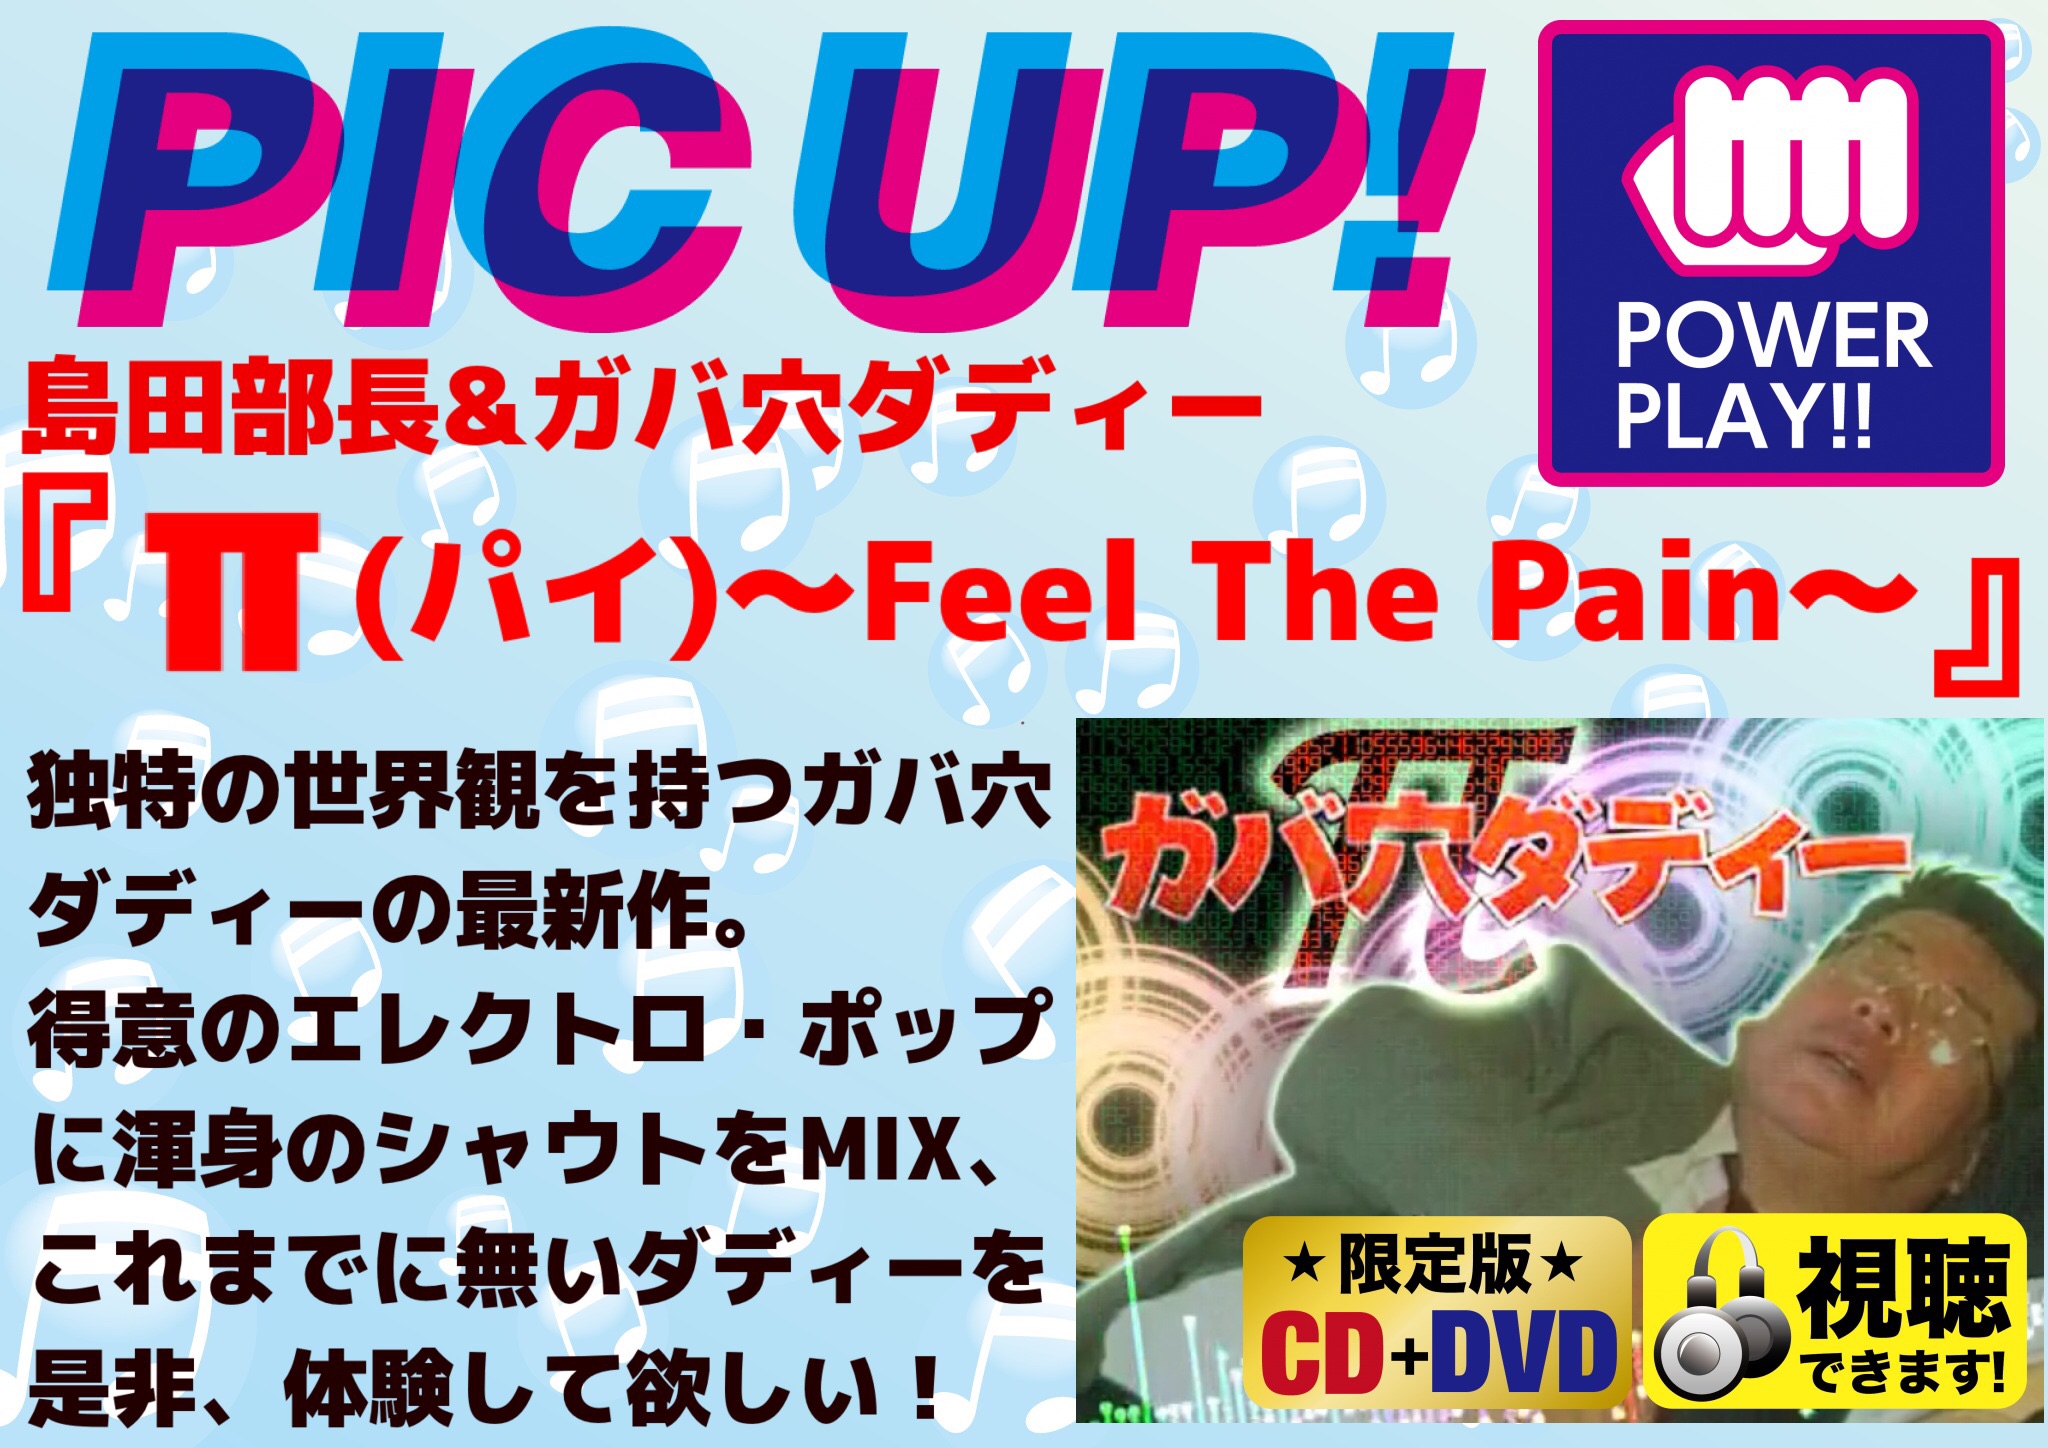 PIC UP!
POWER
PLAY!!
島田部長&ガバ穴ダディー
『π(パイ)～Feel The Pain～』
独特の世界観を持つガバ穴
ダディーの最新作。
得意のエレクトロ・ポップ
に渾身のシャウトをMIX、
これまでに無いダディーを
是非、体験して欲しい！
π
ガバ穴ダディー
★限定版★
CD+DVD
視聴
できます!